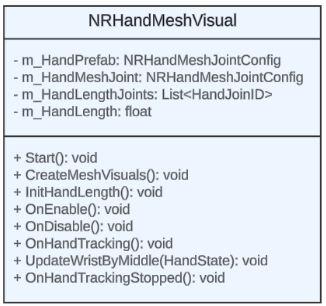 NRHandMeshVisual
- m_HandPrefab: NRHandMeshJointConfig
- m_HandMeshJoint: NRHandMeshJointConfig
- m_HandLengthJoints: List<HandJoinID>
- m_HandLength: float
+ Start(): void
+ CreateMeshVisuals(): void
+ InitHandLength(): void
+ OnEnable(): void
+ OnDisable(): void
+ OnHandTracking(): void
+ UpdateWristByMiddle(HandState): void
+ OnHandTrackingStopped(): void